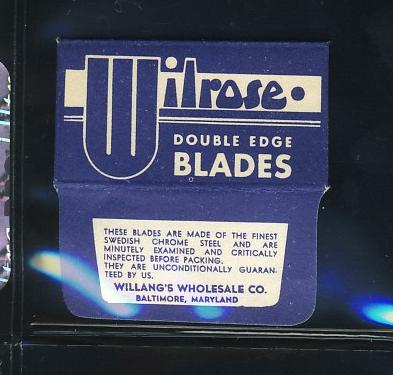 Wilrose
DOUBLE EDGE
BLADES
THESE BLADES ARE MADE OF THE FINEST
SWEDISH CHROME STEEL AND ARE
MINUTELY EXAMINED AND CRITICALLY
INSPECTED BEFORE PACKING.
THEY ARE UNCONDITIONALLY GUARAN-
TEED BY US.
WILLANG'S WHOLESALE CO.
BALTIMORE, MARYLAND